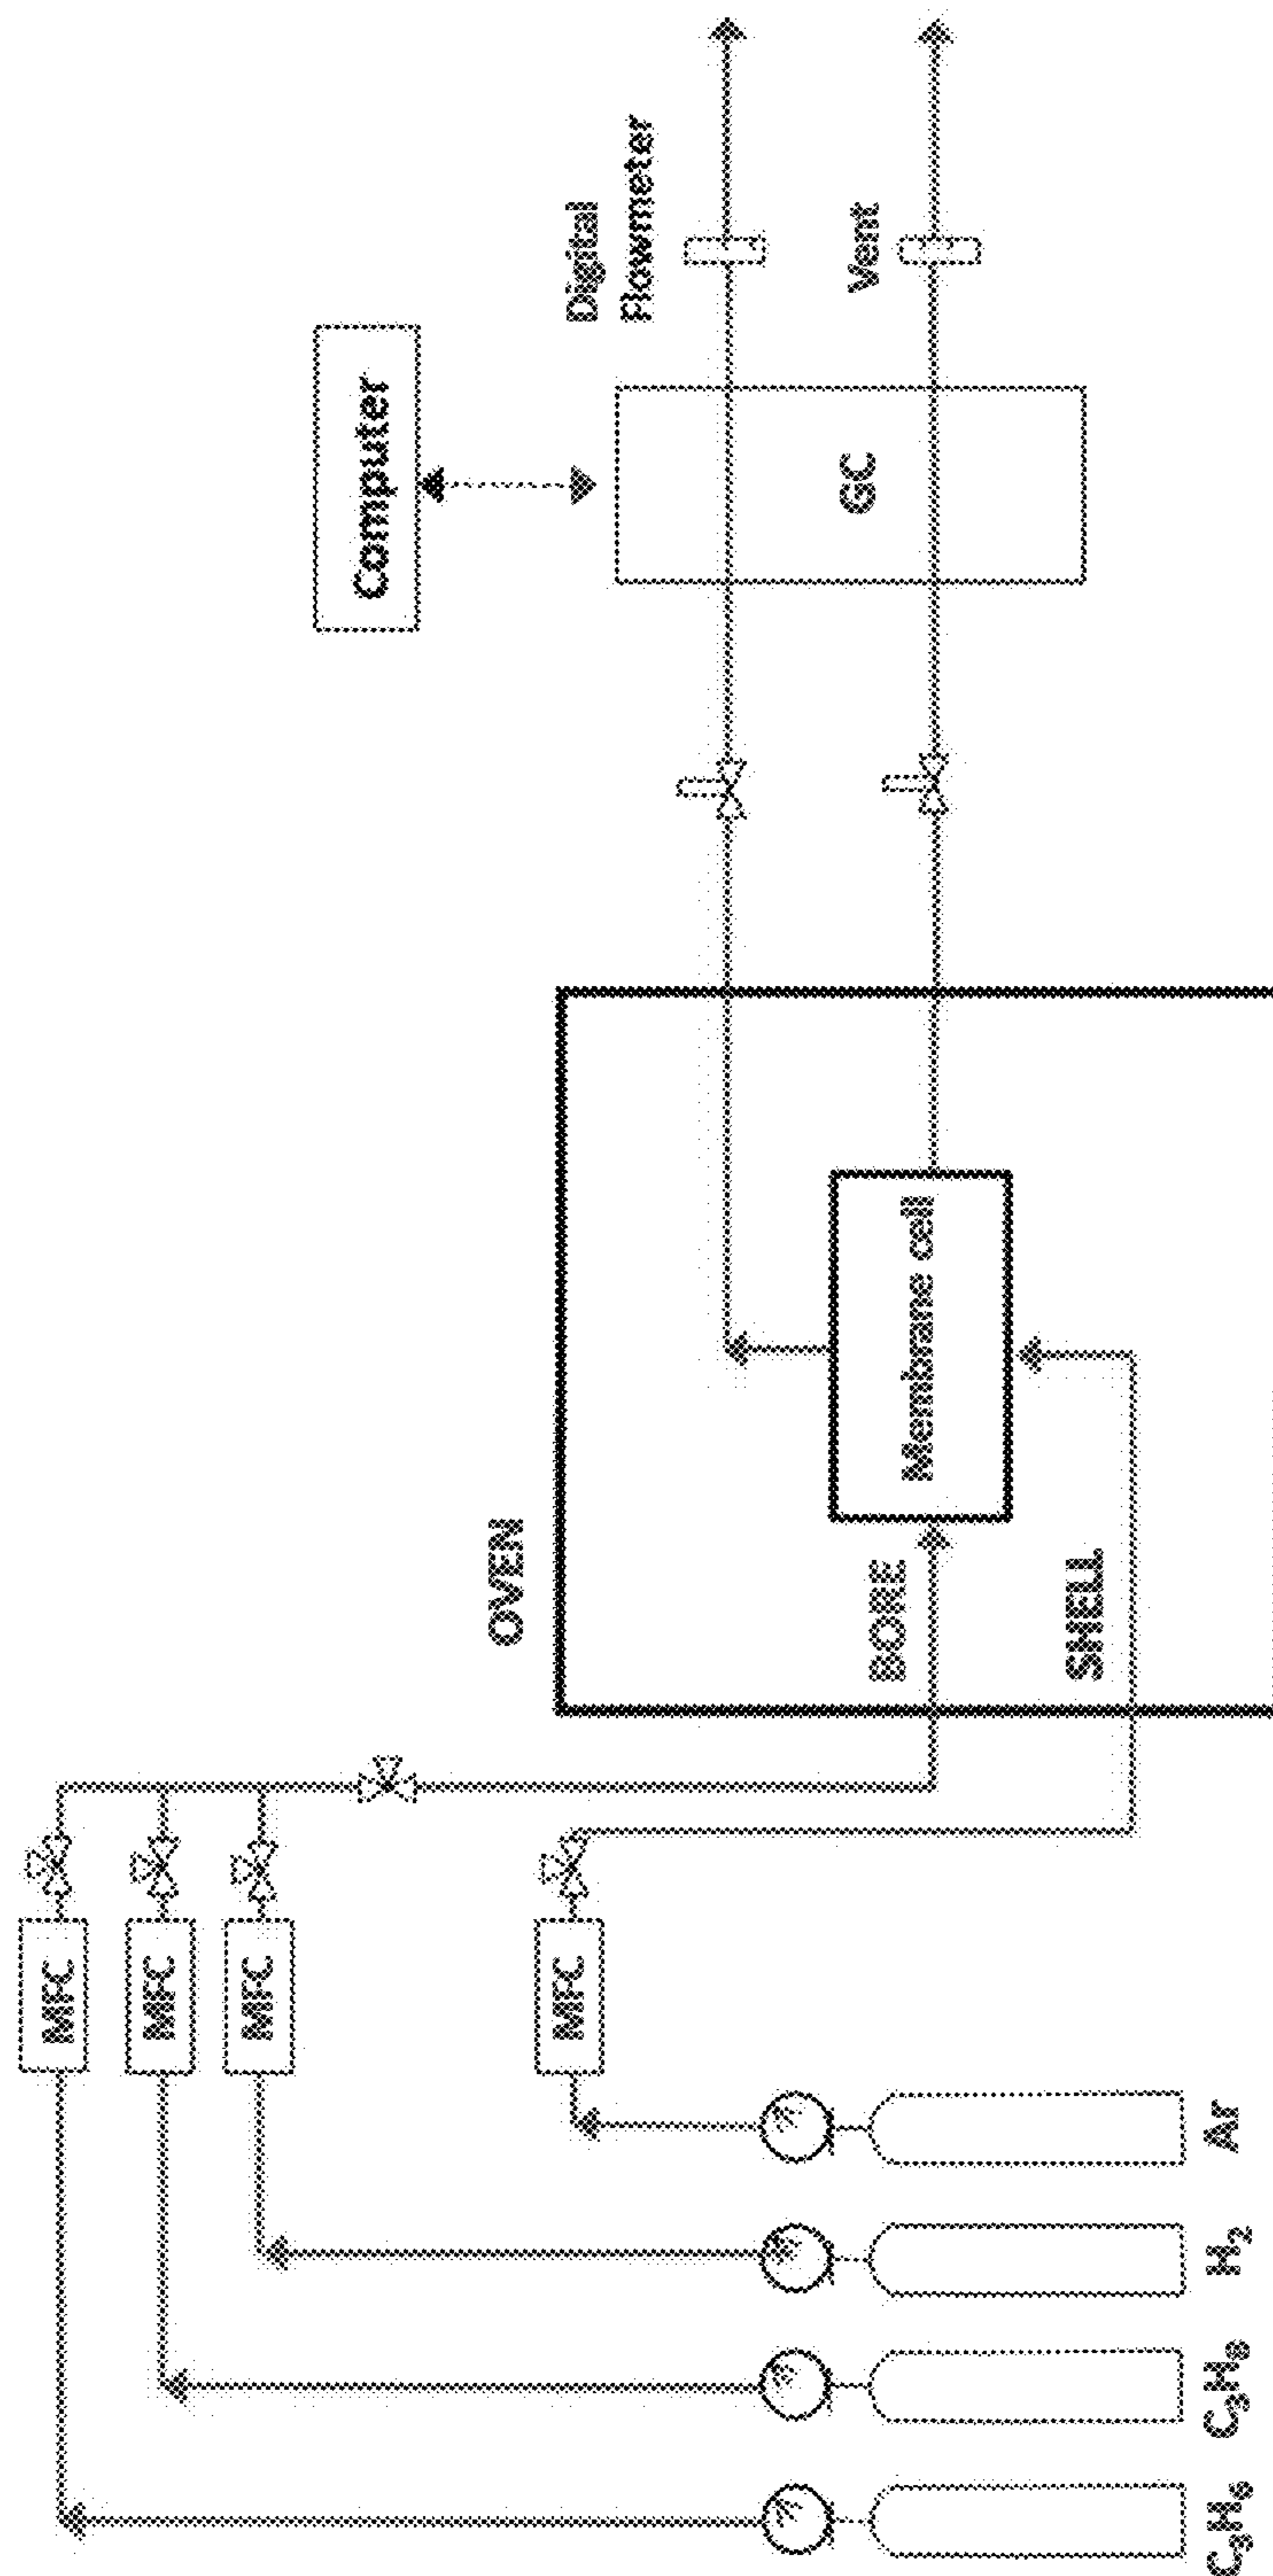 Computer
Digital
Flowmeter
Vent
GC
OVEN
Membrane cell
BORE
SHELL
MFC
MFC
MFC
MFC
C₃H₆
C₃H₈
H₂
Ar